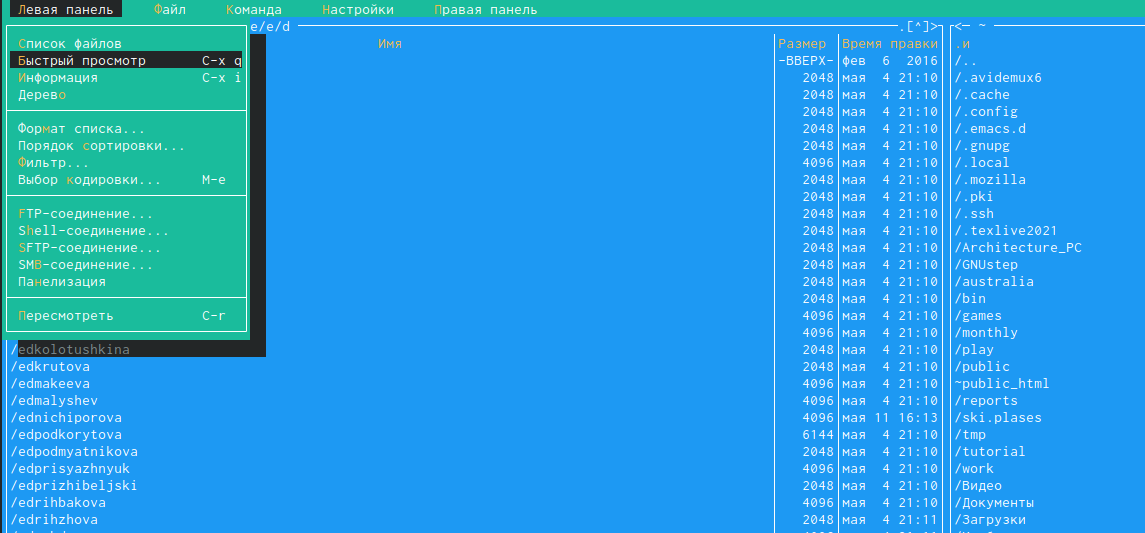 Левая панель Файл Команда Настройки Правая панель
e/e/d .[^]> <─ ~
Список файлов Имя Размер Время правки .и
Быстрый просмотр C-x q -ВВЕРХ- фев 6 2016 /..
Информация C-x i 2048 мая 4 21:10 /.avidemux6
Дерево 2048 мая 4 21:10 /.cache
2048 мая 4 21:10 /.config
Формат списка... 2048 мая 4 21:10 /.emacs.d
Порядок сортировки... 2048 мая 4 21:10 /.gnupg
Фильтр... 4096 мая 4 21:10 /.local
Выбор кодировки... M-e 2048 мая 4 21:10 /.mozilla
2048 мая 4 21:10 /.pki
FTP-соединение... 2048 мая 4 21:10 /.ssh
Shell-соединение... 2048 мая 4 21:10 /.texlive2021
SFTP-соединение... 2048 мая 4 21:10 /Architecture_PC
SMB-соединение... 2048 мая 4 21:10 /GNUstep
Панелизация 2048 мая 4 21:10 /australia
2048 мая 4 21:10 /bin
Пересмотреть C-r 4096 мая 4 21:10 /games
4096 мая 4 21:10 /monthly
/edkolotushkina 2048 мая 4 21:10 /play
/edkrutova 2048 мая 4 21:10 /public
/edmakeeva 4096 мая 4 21:10 ~public_html
/edmalyshev 4096 мая 4 21:10 /reports
/ednichiporova 4096 мая 11 16:13 /ski.plases
/edpodkorytova 6144 мая 4 21:10 /tmp
/edpodmyatnikova 2048 мая 4 21:10 /tutorial
/edprisyazhnyuk 4096 мая 4 21:10 /work
/edprizhibeljski 2048 мая 4 21:10 /Видео
/edrihbakova 4096 мая 4 21:10 /Документы
/edrihzhova 2048 мая 4 21:11 /Загрузки